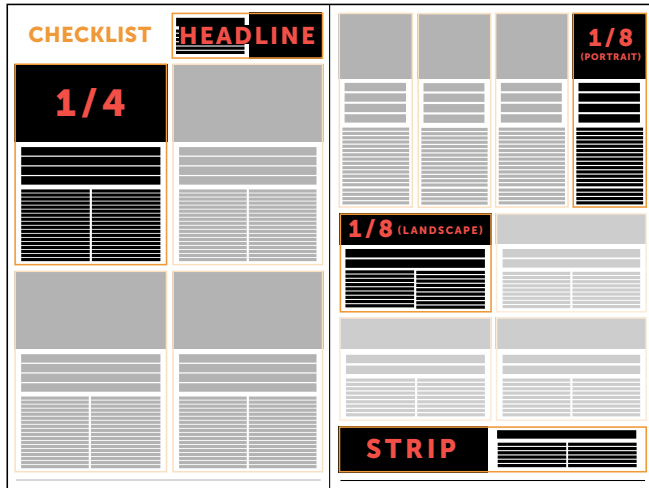 CHECKLIST
HEADLINE
1/4
1/8
(PORTRAIT)
1/8 (LANDSCAPE)
STRIP